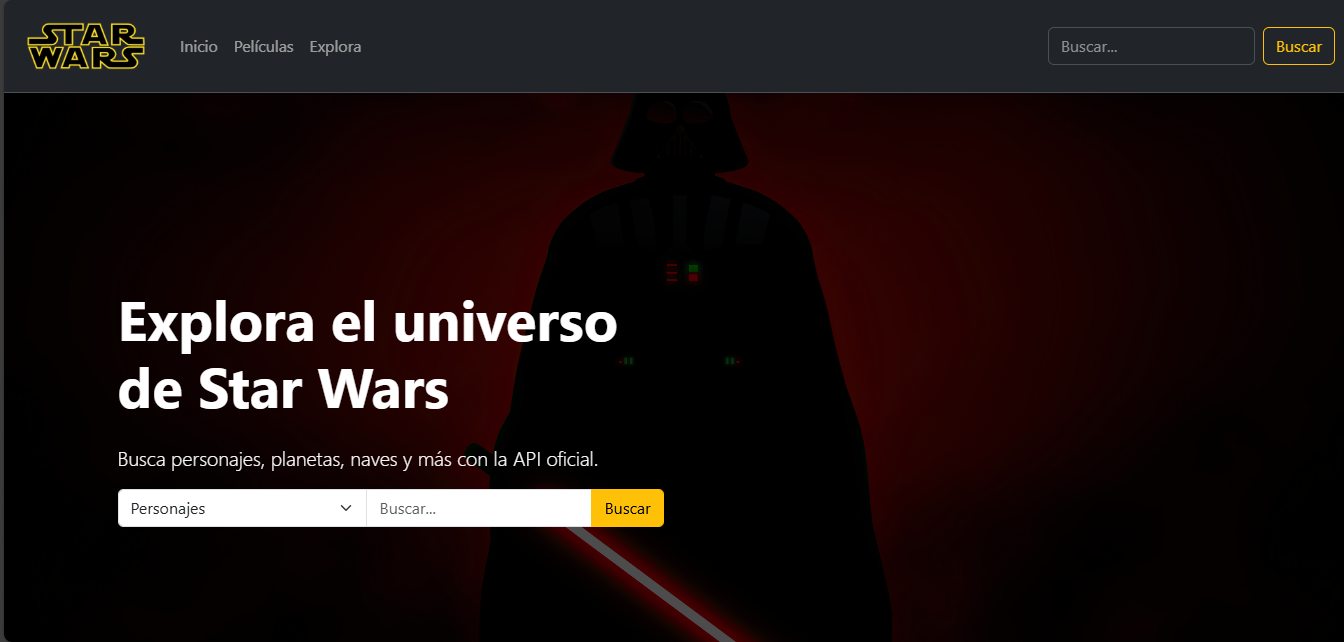 STAR
WARS
Inicio Películas Explora
Buscar... Buscar
Explora el universo
de Star Wars
Busca personajes, planetas, naves y más con la API oficial.
Personajes Buscar... Buscar